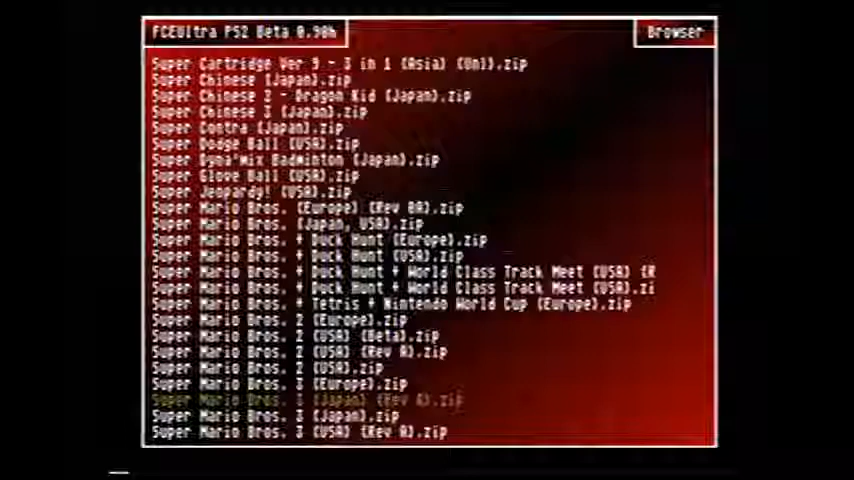 FCEUltra PS2 Beta 0.90h
Browser
Super Cartridge Ver 9 - 3 in 1 (Asia) (Unl).zip
Super Chinese (Japan).zip
Super Chinese 2 - Dragon Kid (Japan).zip
Super Chinese 3 (Japan).zip
Super Contra (Japan).zip
Super Dodge Ball (USA).zip
Super Dyna'mix Badminton (Japan).zip
Super Glove Ball (USA).zip
Super Jeopardy! (USA).zip
Super Mario Bros. (Europe) (Rev 0A).zip
Super Mario Bros. (Japan, USA).zip
Super Mario Bros. + Duck Hunt (Europe).zip
Super Mario Bros. + Duck Hunt (USA).zip
Super Mario Bros. + Duck Hunt + World Class Track Meet (USA) (R
Super Mario Bros. + Duck Hunt + World Class Track Meet (USA).zi
Super Mario Bros. + Tetris + Nintendo World Cup (Europe).zip
Super Mario Bros. 2 (Europe).zip
Super Mario Bros. 2 (USA) (Beta).zip
Super Mario Bros. 2 (USA) (Rev A).zip
Super Mario Bros. 2 (USA).zip
Super Mario Bros. 3 (Europe).zip
Super Mario Bros. 3 (Japan) (Rev A).zip
Super Mario Bros. 3 (Japan).zip
Super Mario Bros. 3 (USA) (Rev A).zip